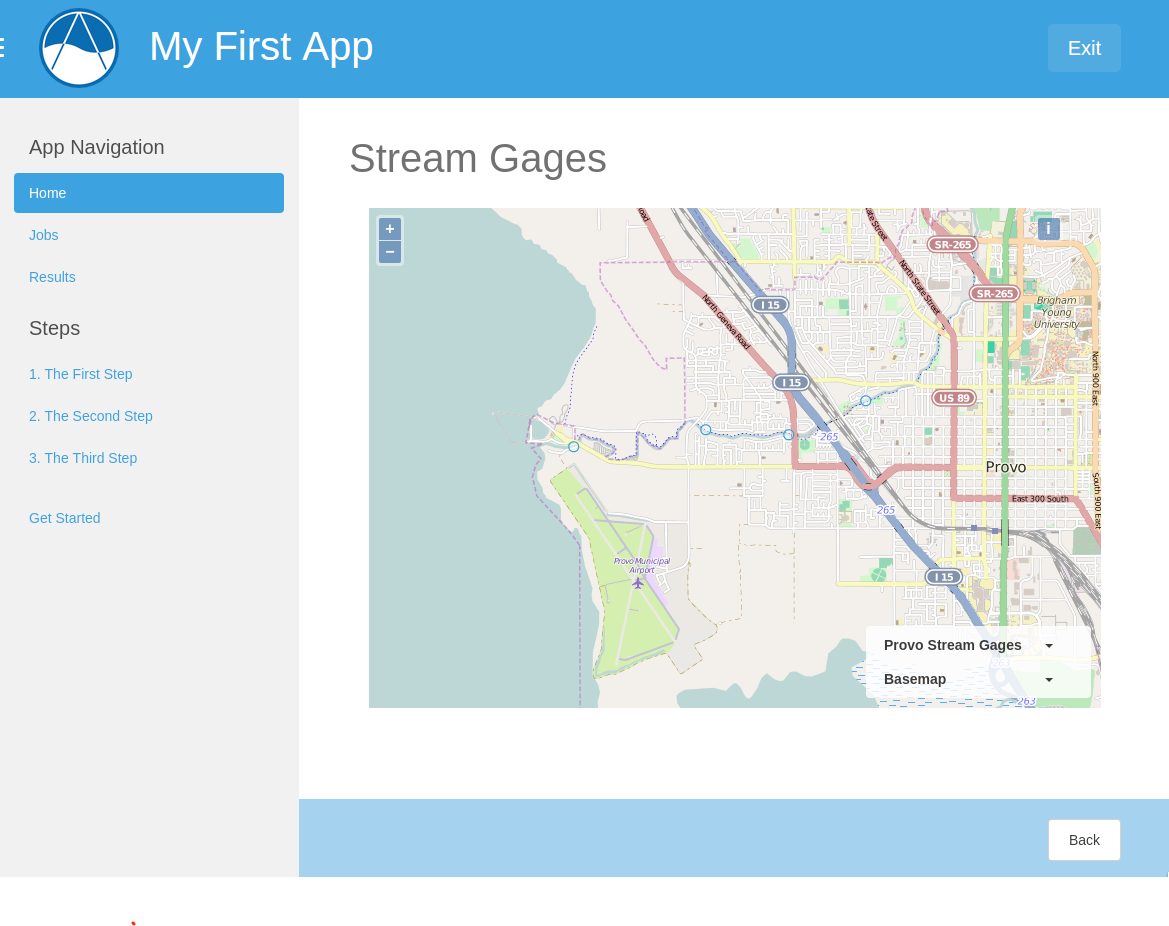 My First App
Exit
App Navigation
Home
Jobs
Results
Steps
1. The First Step
2. The Second Step
3. The Third Step
Get Started
Stream Gages
+
−
i
State Street
SR-265
North State Street
SR-265
I 15
North Geneva Road
Brigham
Young
University
I 15
US 89
North 900 East
265
Provo
East 300 South
South 900 East
265
Provo Municipal
Airport
I 15
Provo Stream Gages
263
Basemap
263
Back